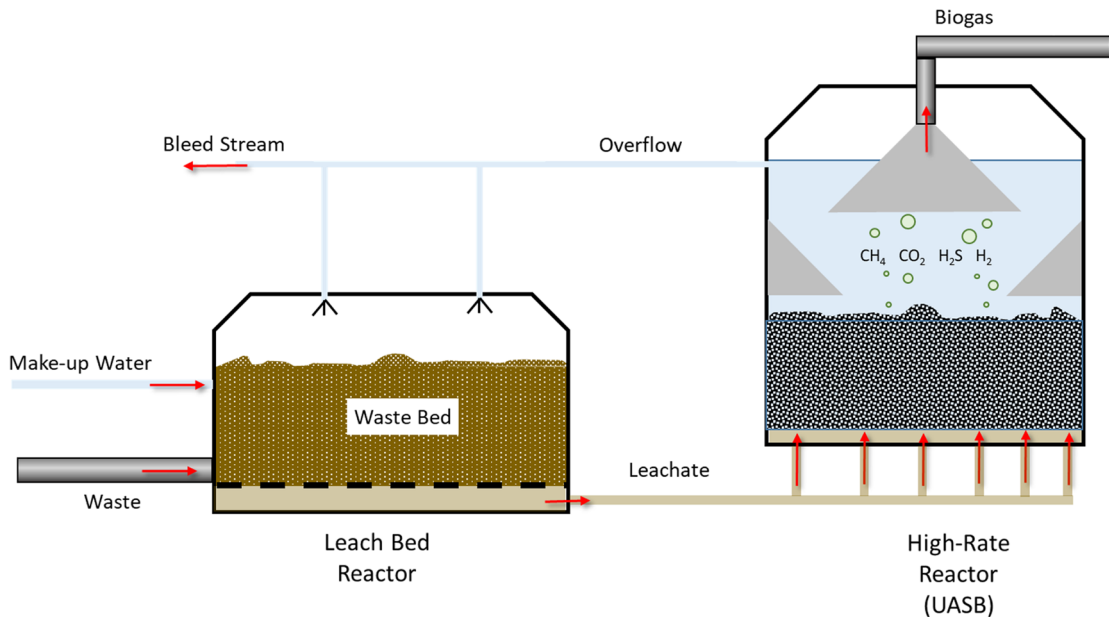 Biogas
Bleed Stream
Overflow
CH₄ CO₂ H₂S H₂
Make-up Water
Waste Bed
Waste
Leachate
Leach Bed
Reactor
High-Rate
Reactor
(UASB)